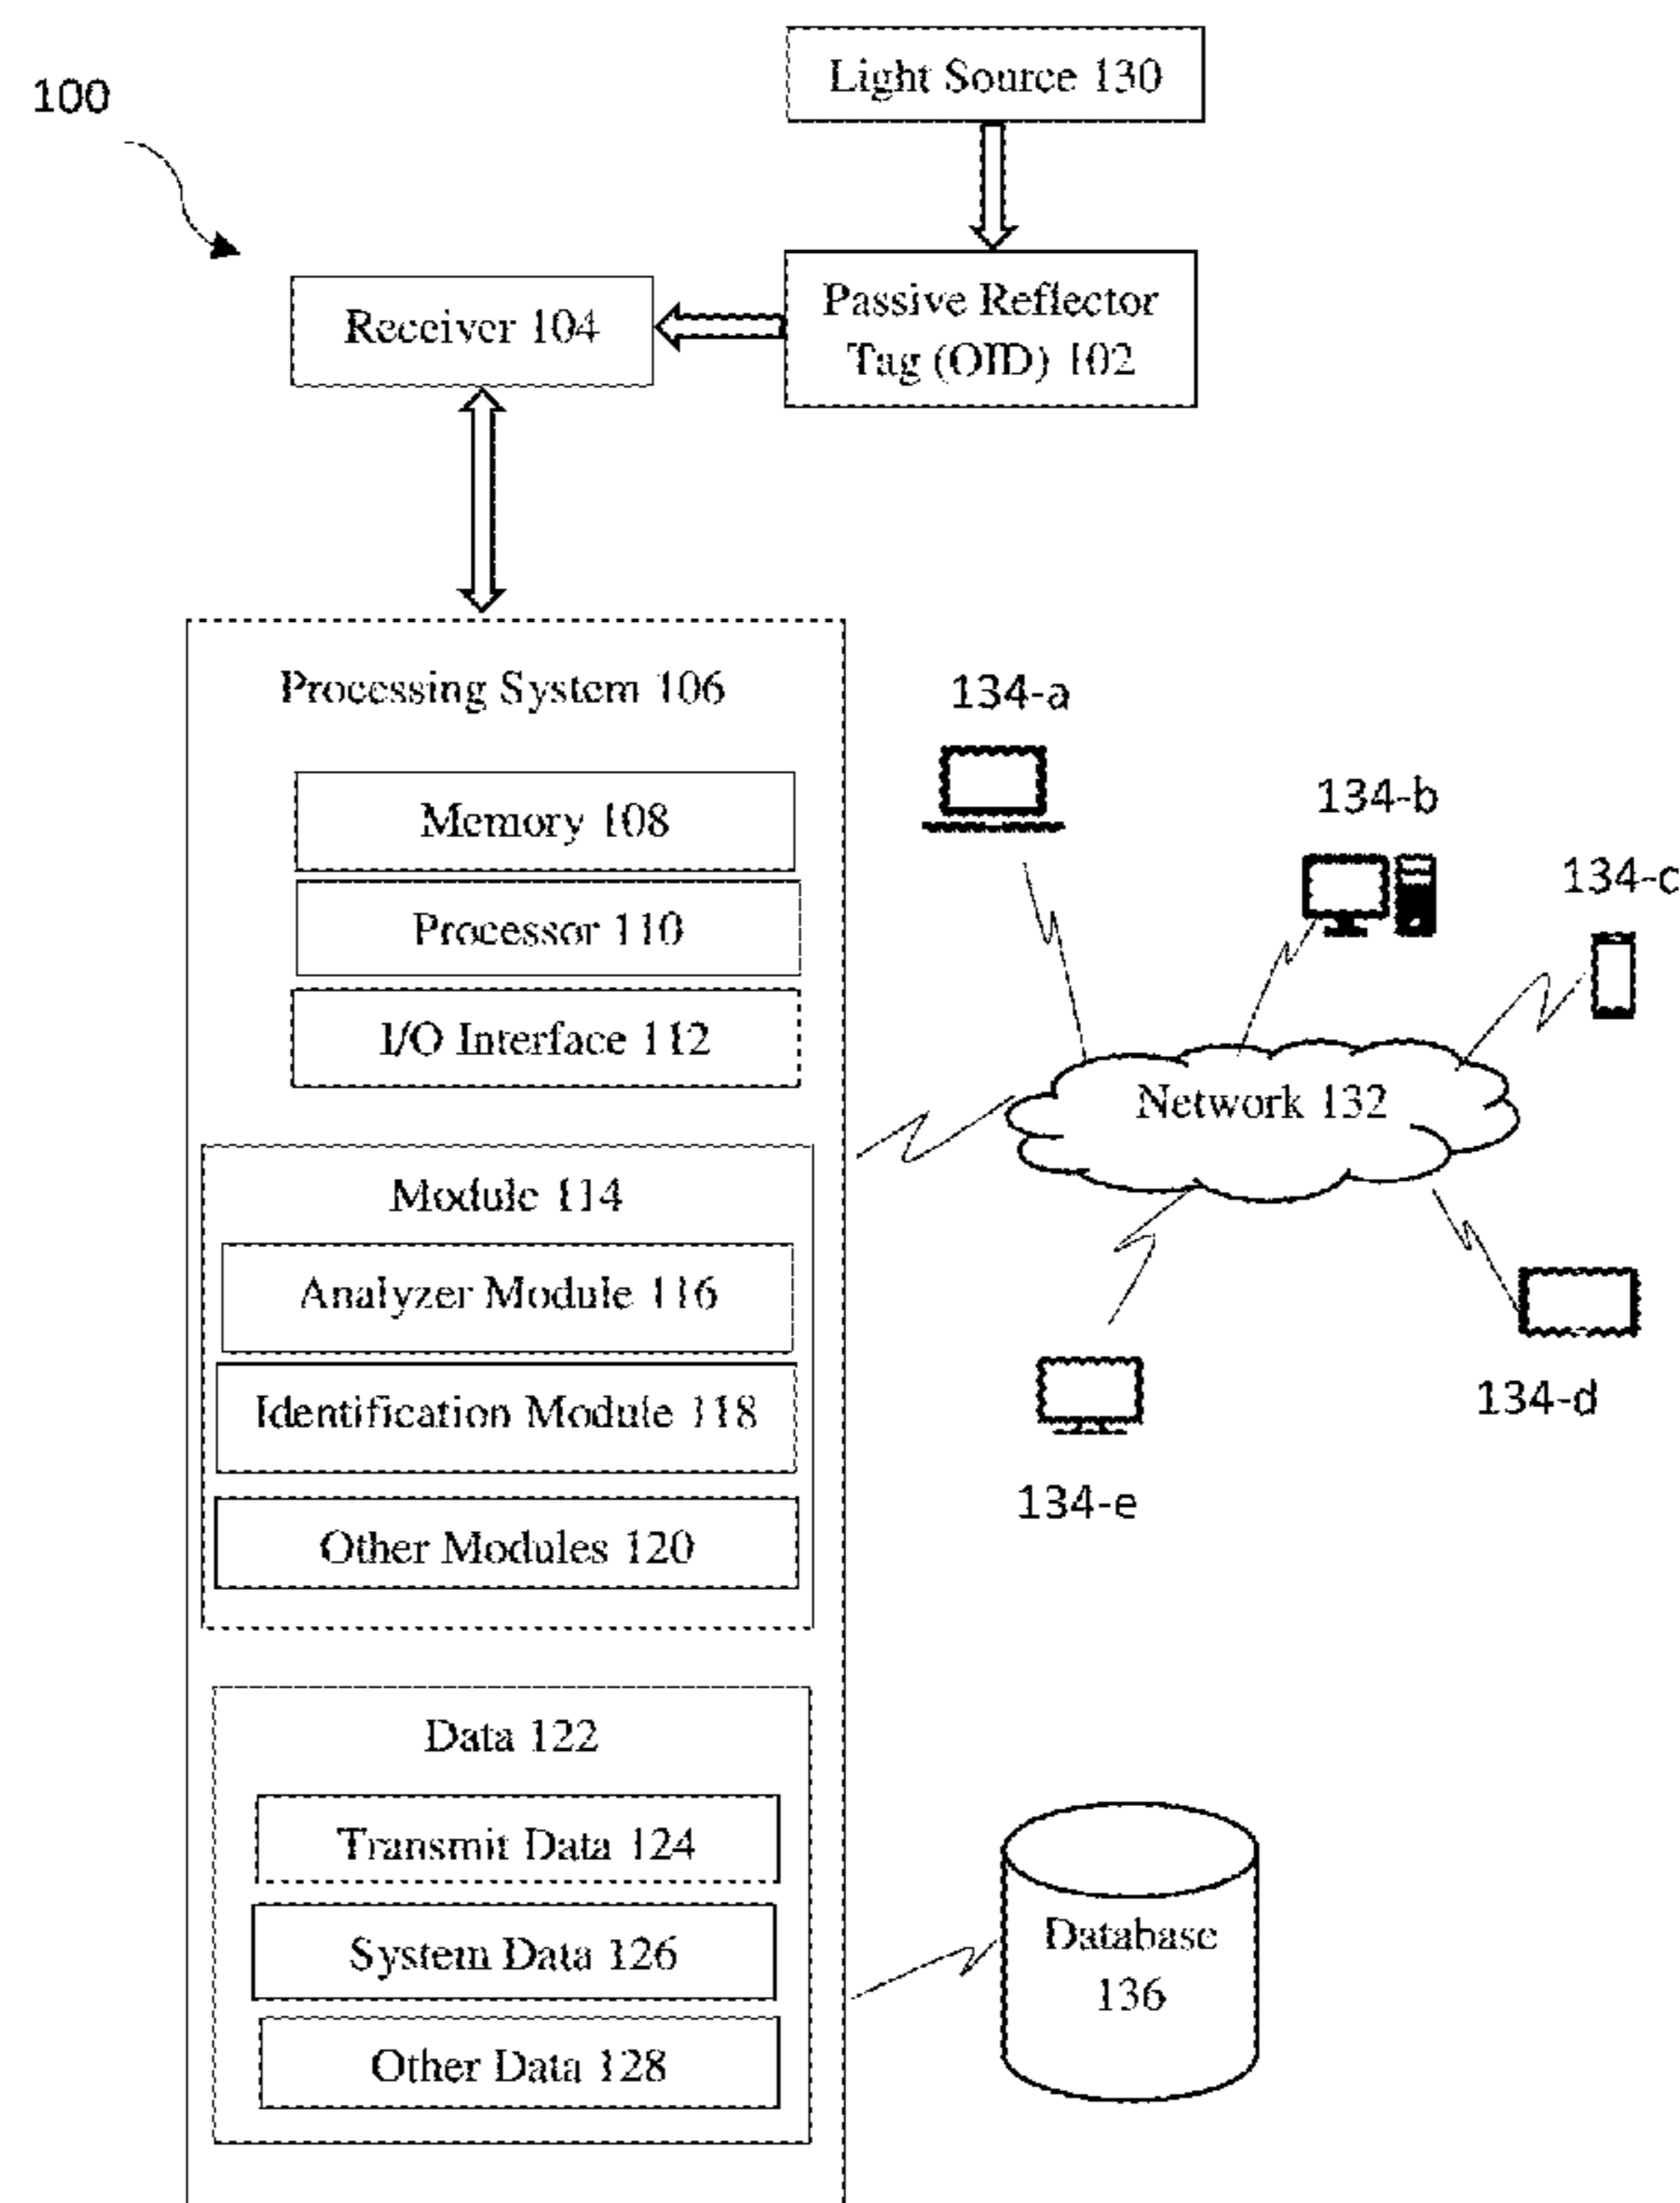 100
Light Source 130
Receiver 104
Passive Reflector
Tag (OID) 102
Processing System 106
Memory 108
Processor 110
I/O Interface 112
Module 114
Analyzer Module 116
Identification Module 118
Other Modules 120
Data 122
Transmit Data 124
System Data 126
Other Data 128
134-a
134-b
134-c
Network 132
134-d
134-e
Database
136